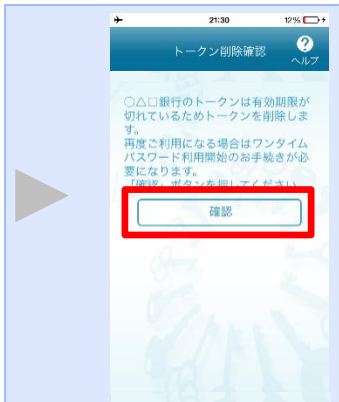 21:30 12%
トークン削除確認
?
ヘルプ
○△□銀行のトークンは有効期限が
切れているためトークンを削除しま
す。
再度ご利用になる場合はワンタイム
パスワード利用開始のお手続きが必
要になります。
「確認」ボタンを押してください
確認